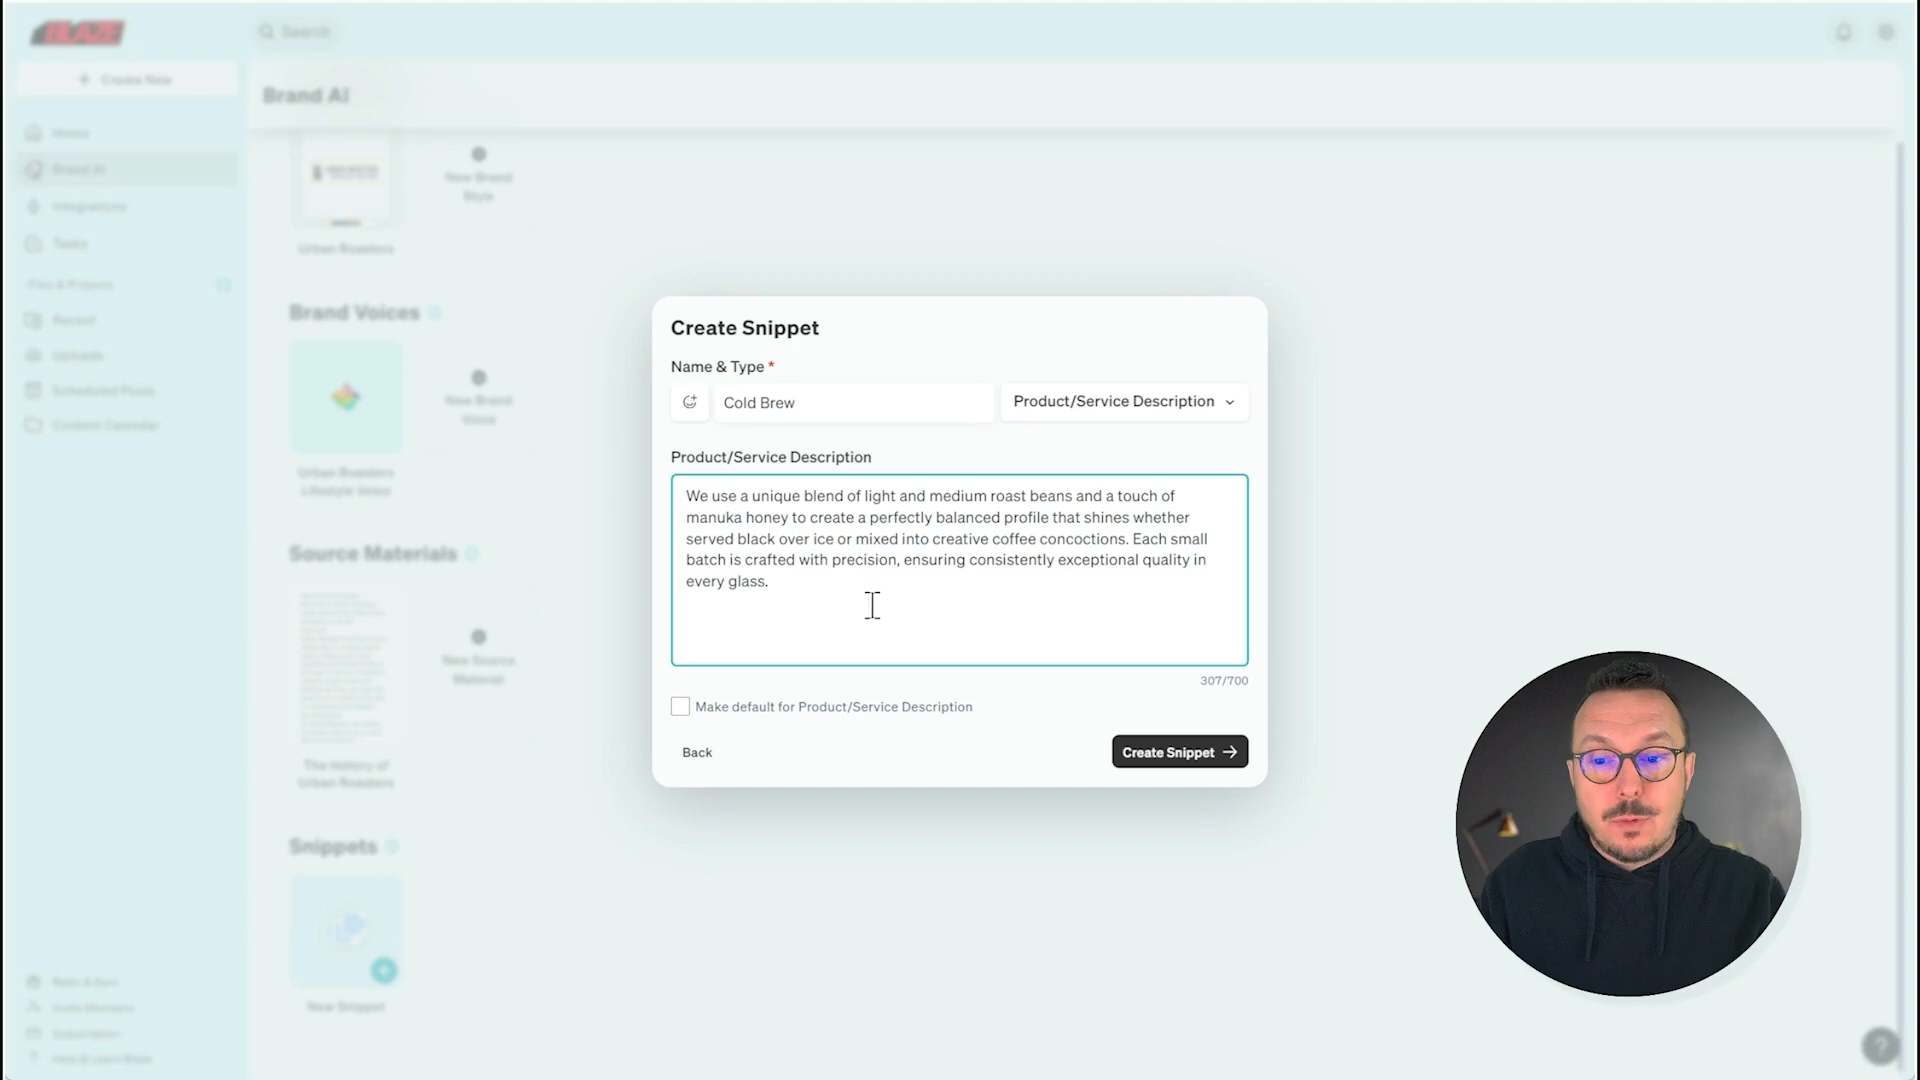 BLAZE
Search
Create New
Brand AI
Home
Brand AI
Integrations
Tasks
Files & Projects
Recent
Uploads
Scheduled Posts
Content Calendar
New Brand
Style
Urban Roasters
Brand Voices
New Brand
Voice
Urban Roasters
Lifestyle Voice
Source Materials
New Source
Material
The history of
Urban Roasters
Snippets
New Snippet
Refer & Earn
Invite Members
Subscription
Help & Learn Blaze
Create Snippet
Name & Type *
Cold Brew
Product/Service Description
Product/Service Description
We use a unique blend of light and medium roast beans and a touch of
manuka honey to create a perfectly balanced profile that shines whether
served black over ice or mixed into creative coffee concoctions. Each small
batch is crafted with precision, ensuring consistently exceptional quality in
every glass.
307/700
Make default for Product/Service Description
Back
Create Snippet →
?